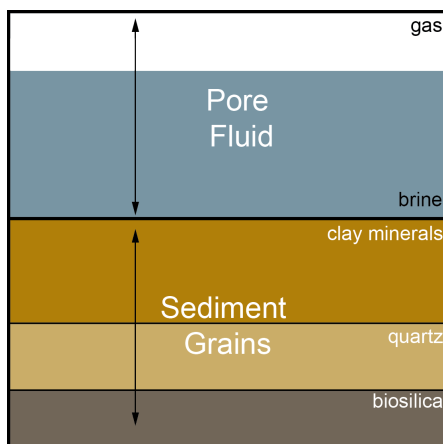 gas
Pore
Fluid
brine
clay minerals
Sediment
Grains
quartz
biosilica